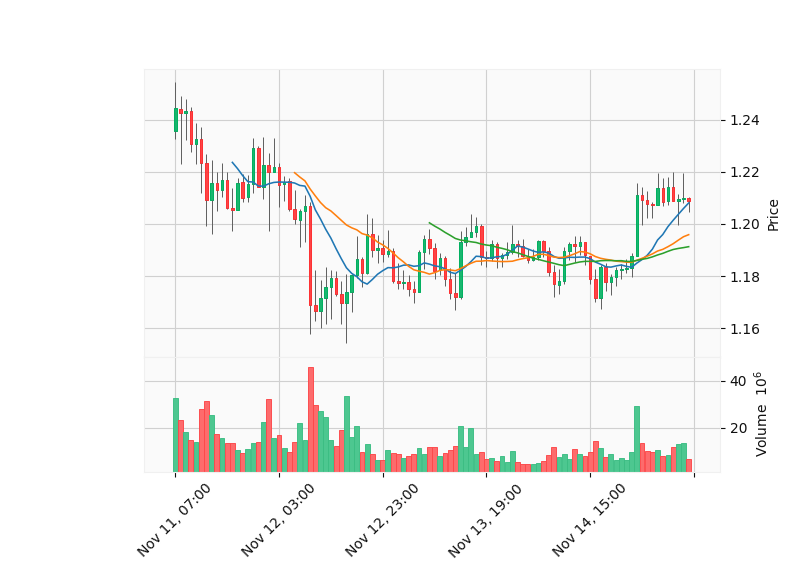 1.24
1.22
1.20
1.18
1.16
Price
40
20
Volume 10^6
Nov 11, 07:00
Nov 12, 03:00
Nov 12, 23:00
Nov 13, 19:00
Nov 14, 15:00